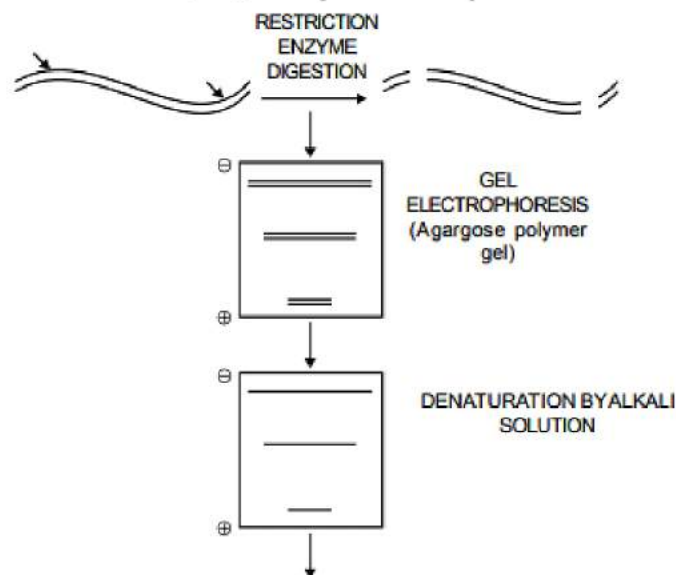 RESTRICTION
ENZYME
DIGESTION
⊖
GEL
ELECTROPHORESIS
(Agargose polymer
gel)
⊕
⊖
DENATURATION BYALKALI
SOLUTION
⊕